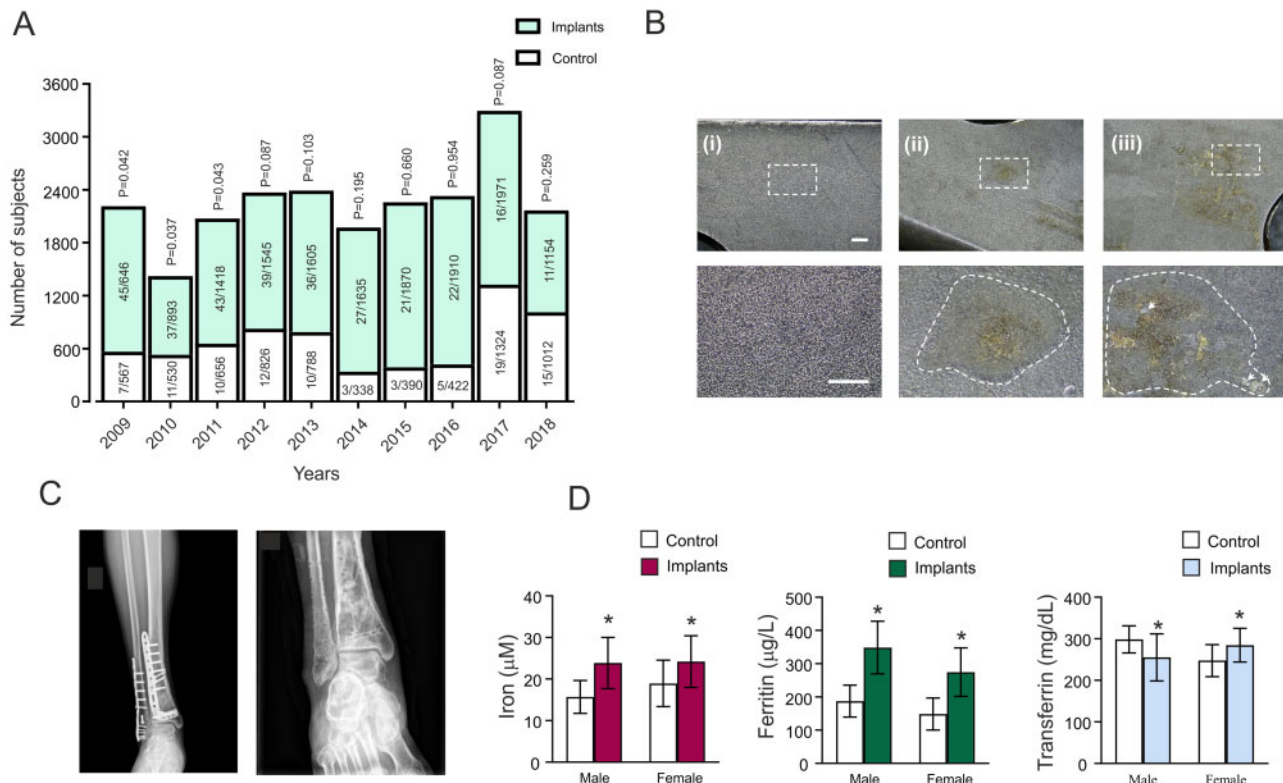 A
Implants
Control
Number of subjects
3600
3000
2400
1800
1200
600
0
P=0.042
P=0.037
P=0.043
P=0.087
P=0.103
P=0.195
P=0.660
P=0.954
P=0.087
P=0.259
45/646
37/893
43/1418
39/1545
36/1605
27/1635
21/1870
22/1910
16/1971
11/1154
7/567
11/530
10/656
12/826
10/788
3/338
3/390
5/422
19/1324
15/1012
2009
2010
2011
2012
2013
2014
2015
2016
2017
2018
Years
B
(i)
(ii)
(iii)
C
D
Control
Implants
Iron (μM)
40
30
20
10
0
*
*
Male
Female
Control
Implants
Ferritin (μg/L)
500
400
300
200
100
0
*
*
Male
Female
Control
Implants
Transferrin (mg/dL)
400
300
200
100
0
*
*
Male
Female